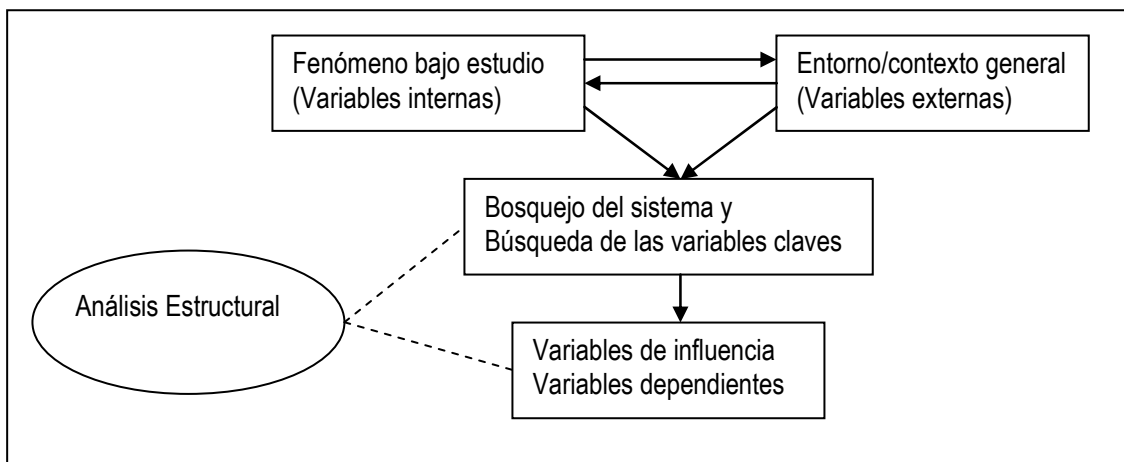 Fenómeno bajo estudio
(Variables internas)
Entorno/contexto general
(Variables externas)
Bosquejo del sistema y
Búsqueda de las variables claves
Análisis Estructural
Variables de influencia
Variables dependientes